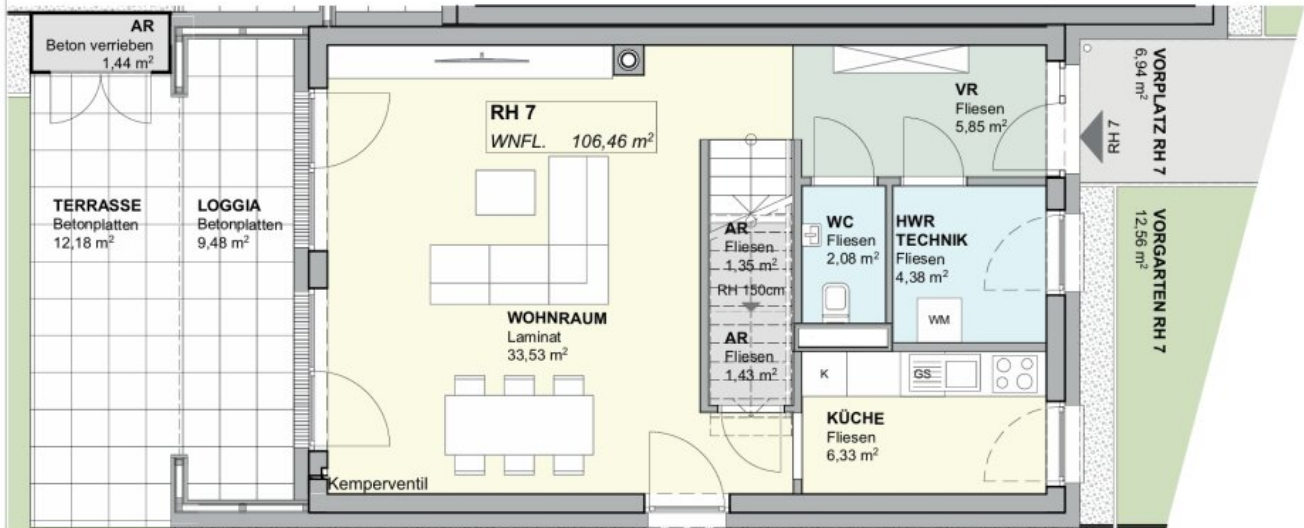 AR
Beton verrieben
1,44 m²
TERRASSE
Betonplatten
12,18 m²
LOGGIA
Betonplatten
9,48 m²
RH 7
WNFL. 106,46 m²
WOHNRAUM
Laminat
33,53 m²
Kemperventil
AR
Fliesen
1,35 m²
RH 150cm
AR
Fliesen
1,43 m²
VR
Fliesen
5,85 m²
WC
Fliesen
2,08 m²
HWR
TECHNIK
Fliesen
4,38 m²
WM
K
GS
KÜCHE
Fliesen
6,33 m²
RH 7
VORPLATZ RH 7
6,94 m²
VORGARTEN RH 7
12,56 m²